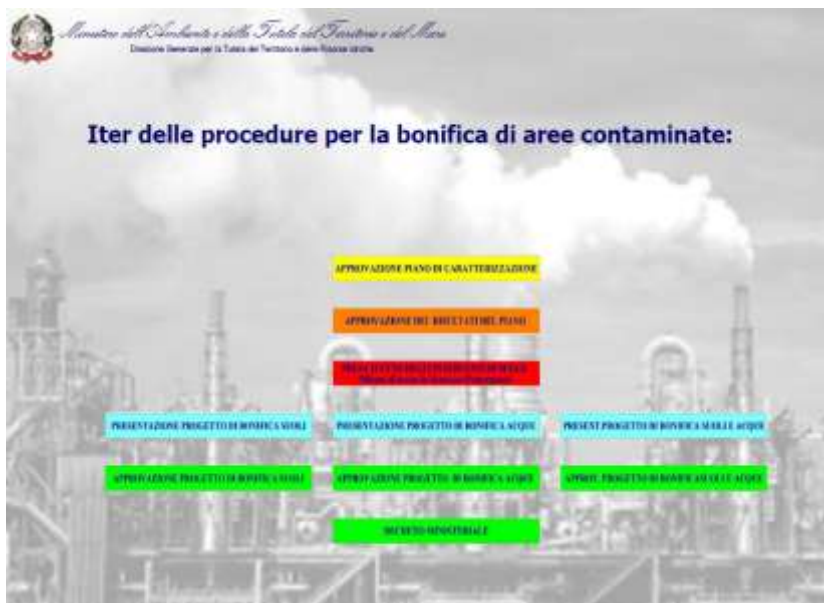 Ministero dell'Ambiente e della Tutela del Territorio e del Mare
Direzione Generale per la Tutela del Territorio e delle Risorse Idriche
Iter delle procedure per la bonifica di aree contaminate:
APPROVAZIONE PIANO DI CARATTERIZZAZIONE
APPROVAZIONE DEI RISULTATI DEL PIANO
PRESENTAZIONE PROGETTO DI BONIFICA SUOLI
PRESENTAZIONE PROGETTO DI BONIFICA ACQUE
PRESENT. PROGETTO DI BONIFICA SUOLI E ACQUE
APPROVAZIONE PROGETTO DI BONIFICA SUOLI
APPROVAZIONE PROGETTO DI BONIFICA ACQUE
APPROV. PROGETTO DI BONIFICA SUOLI E ACQUE
DECRETO MINISTERIALE